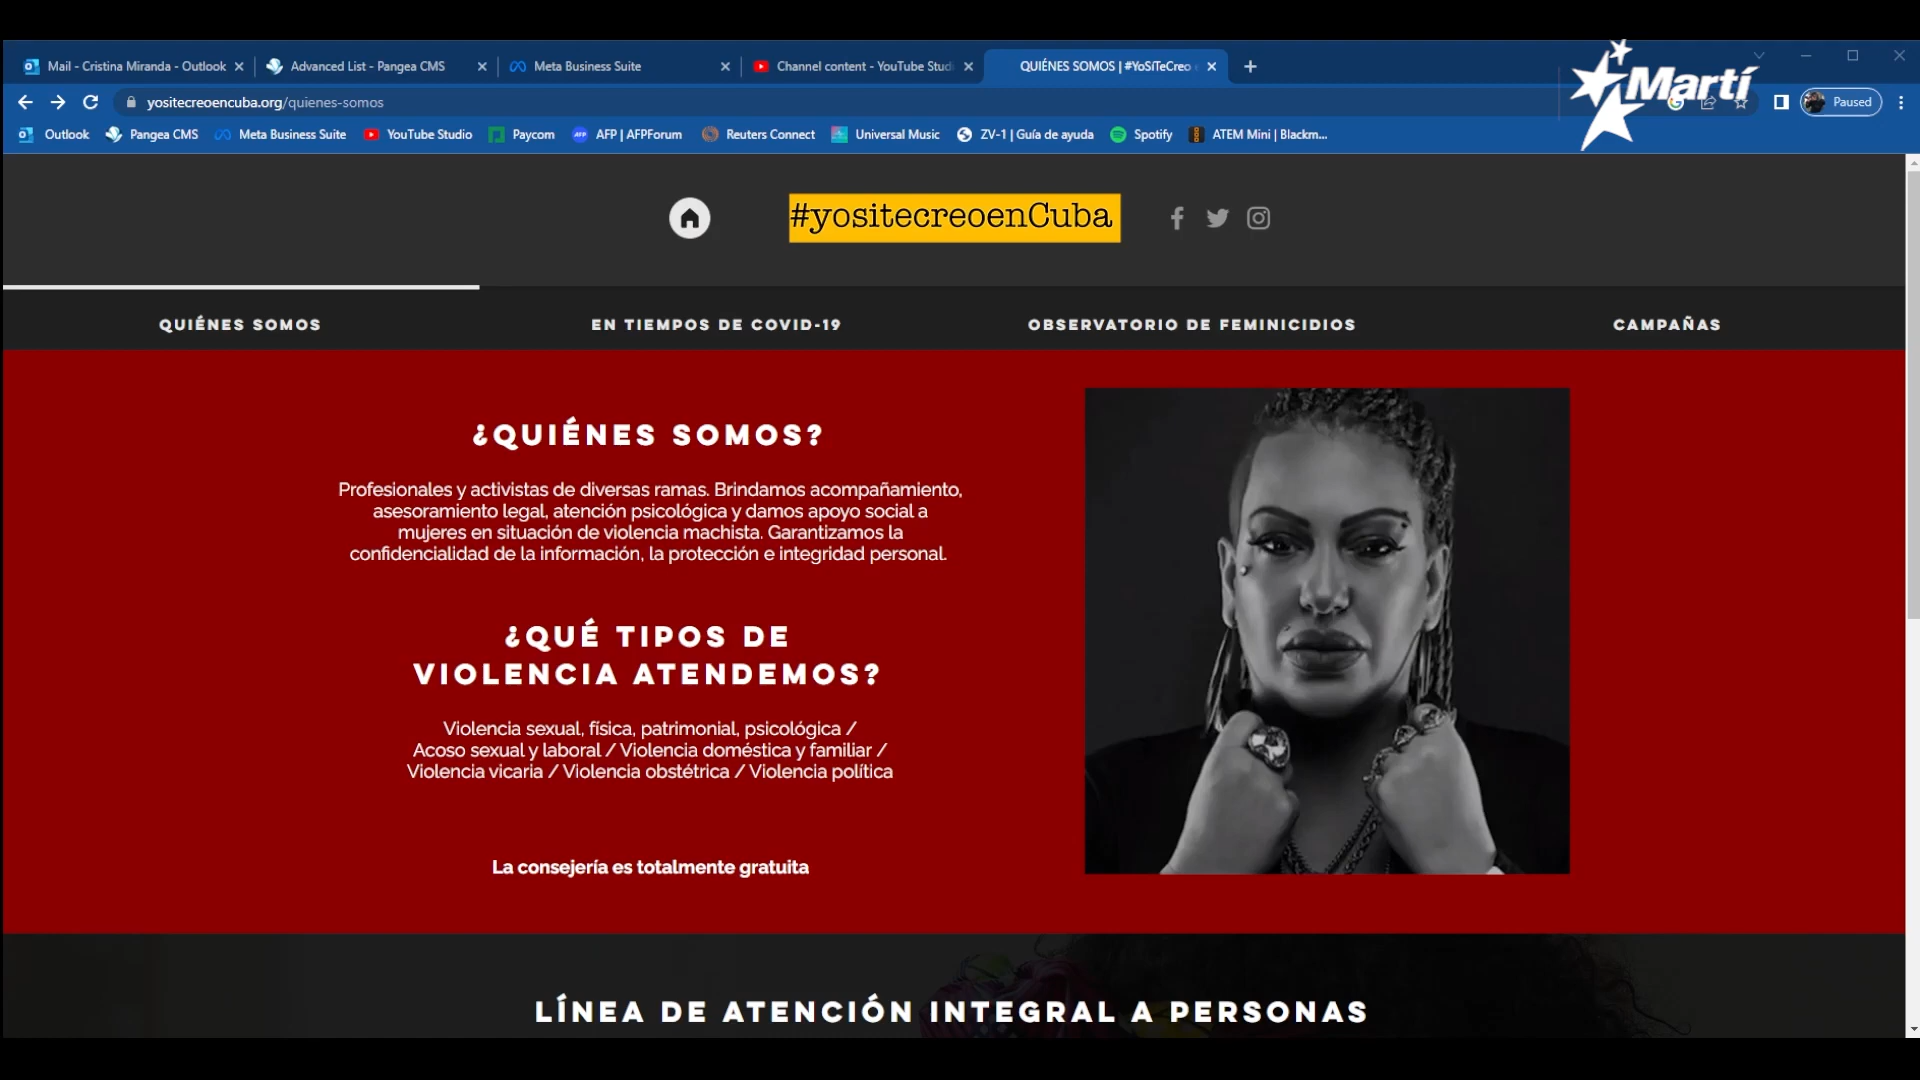 Mail - Cristina Miranda - Outlook
Advanced List - Pangea CMS
Meta Business Suite
Channel content - YouTube Studi
QUIÉNES SOMOS | #YoSíTeCreo
Martí
yositecreoencuba.org/quienes-somos
Paused
Outlook
Pangea CMS
Meta Business Suite
YouTube Studio
Paycom
AFP | AFPForum
Reuters Connect
Universal Music
ZV-1 | Guía de ayuda
Spotify
ATEM Mini | Blackm...
#yositecreoenCuba
QUIÉNES SOMOS
EN TIEMPOS DE COVID-19
OBSERVATORIO DE FEMINICIDIOS
CAMPAÑAS
¿QUIÉNES SOMOS?
Profesionales y activistas de diversas ramas. Brindamos acompañamiento,
asesoramiento legal, atención psicológica y damos apoyo social a
mujeres en situación de violencia machista. Garantizamos la
confidencialidad de la información, la protección e integridad personal.
¿QUÉ TIPOS DE
VIOLENCIA ATENDEMOS?
Violencia sexual, física, patrimonial, psicológica /
Acoso sexual y laboral / Violencia doméstica y familiar /
Violencia vicaria / Violencia obstétrica / Violencia política
La consejería es totalmente gratuita
LÍNEA DE ATENCIÓN INTEGRAL A PERSONAS